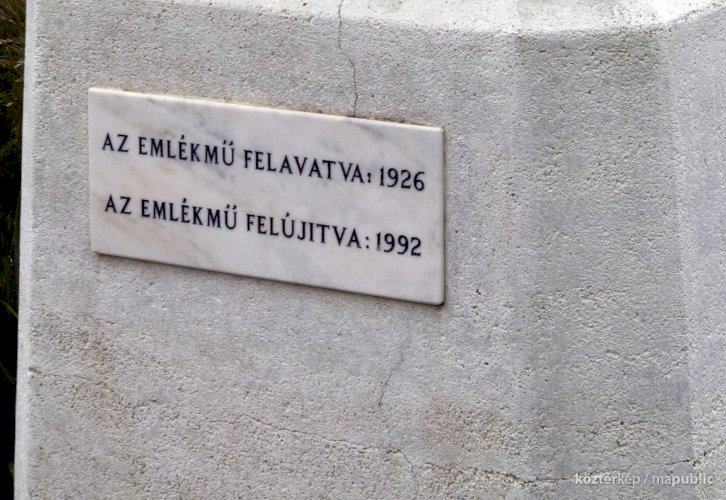 AZ EMLÉKMŰ FELAVATVA: 1926
AZ EMLÉKMŰ FELÚJITVA: 1992
köztérkép / mapublic